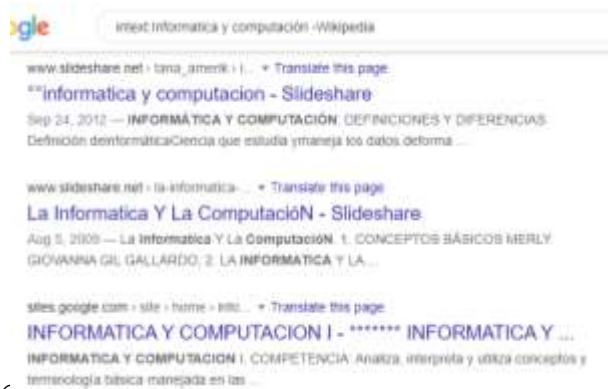 ogle intext:Informatica y computación -Wikipedia
www.slideshare.net › tana_amerik › i... ▾ Translate this page
**informatica y computacion - Slideshare
Sep 24, 2012 — INFORMÁTICA Y COMPUTACIÓN: DEFINICIONES Y DIFERENCIAS
Definición deinformáticaCiencia que estudia ymaneja los datos deforma ...
www.slideshare.net › la-informatica-... ▾ Translate this page
La Informatica Y La ComputacióN - Slideshare
Aug 5, 2009 — La Informatica Y La ComputacióN. 1. CONCEPTOS BÁSICOS MERLY
GIOVANNA GIL GALLARDO; 2. LA INFORMATICA Y LA...
sites.google.com › site › home › info... ▾ Translate this page
INFORMATICA Y COMPUTACION I - ******* INFORMATICA Y ...
INFORMATICA Y COMPUTACION I. COMPETENCIA: Analiza, interpreta y utiliza conceptos y
terminología básica manejada en las ...